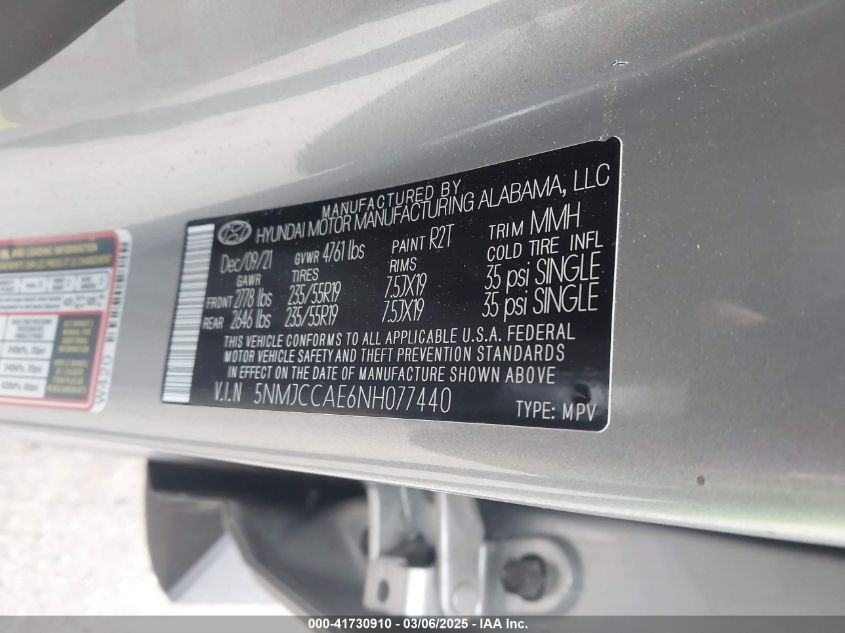 MANUFACTURED BY
HYUNDAI MOTOR MANUFACTURING ALABAMA, LLC
Dec/09/21 GVWR 4761 lbs PAINT R2T TRIM MMH
GAWR TIRES RIMS COLD TIRE INFL
FRONT 2778 lbs 235/55R19 7.5JX19 35 psi SINGLE
REAR 2646 lbs 235/55R19 7.5JX19 35 psi SINGLE
THIS VEHICLE CONFORMS TO ALL APPLICABLE U.S.A. FEDERAL
MOTOR VEHICLE SAFETY AND THEFT PREVENTION STANDARDS
IN EFFECT ON THE DATE OF MANUFACTURE SHOWN ABOVE.
V.I.N 5NMJCCAE6NH077440 TYPE: MPV
AND LOADING INFORMATION
W420
000-41730910 - 03/06/2025 - IAA Inc.